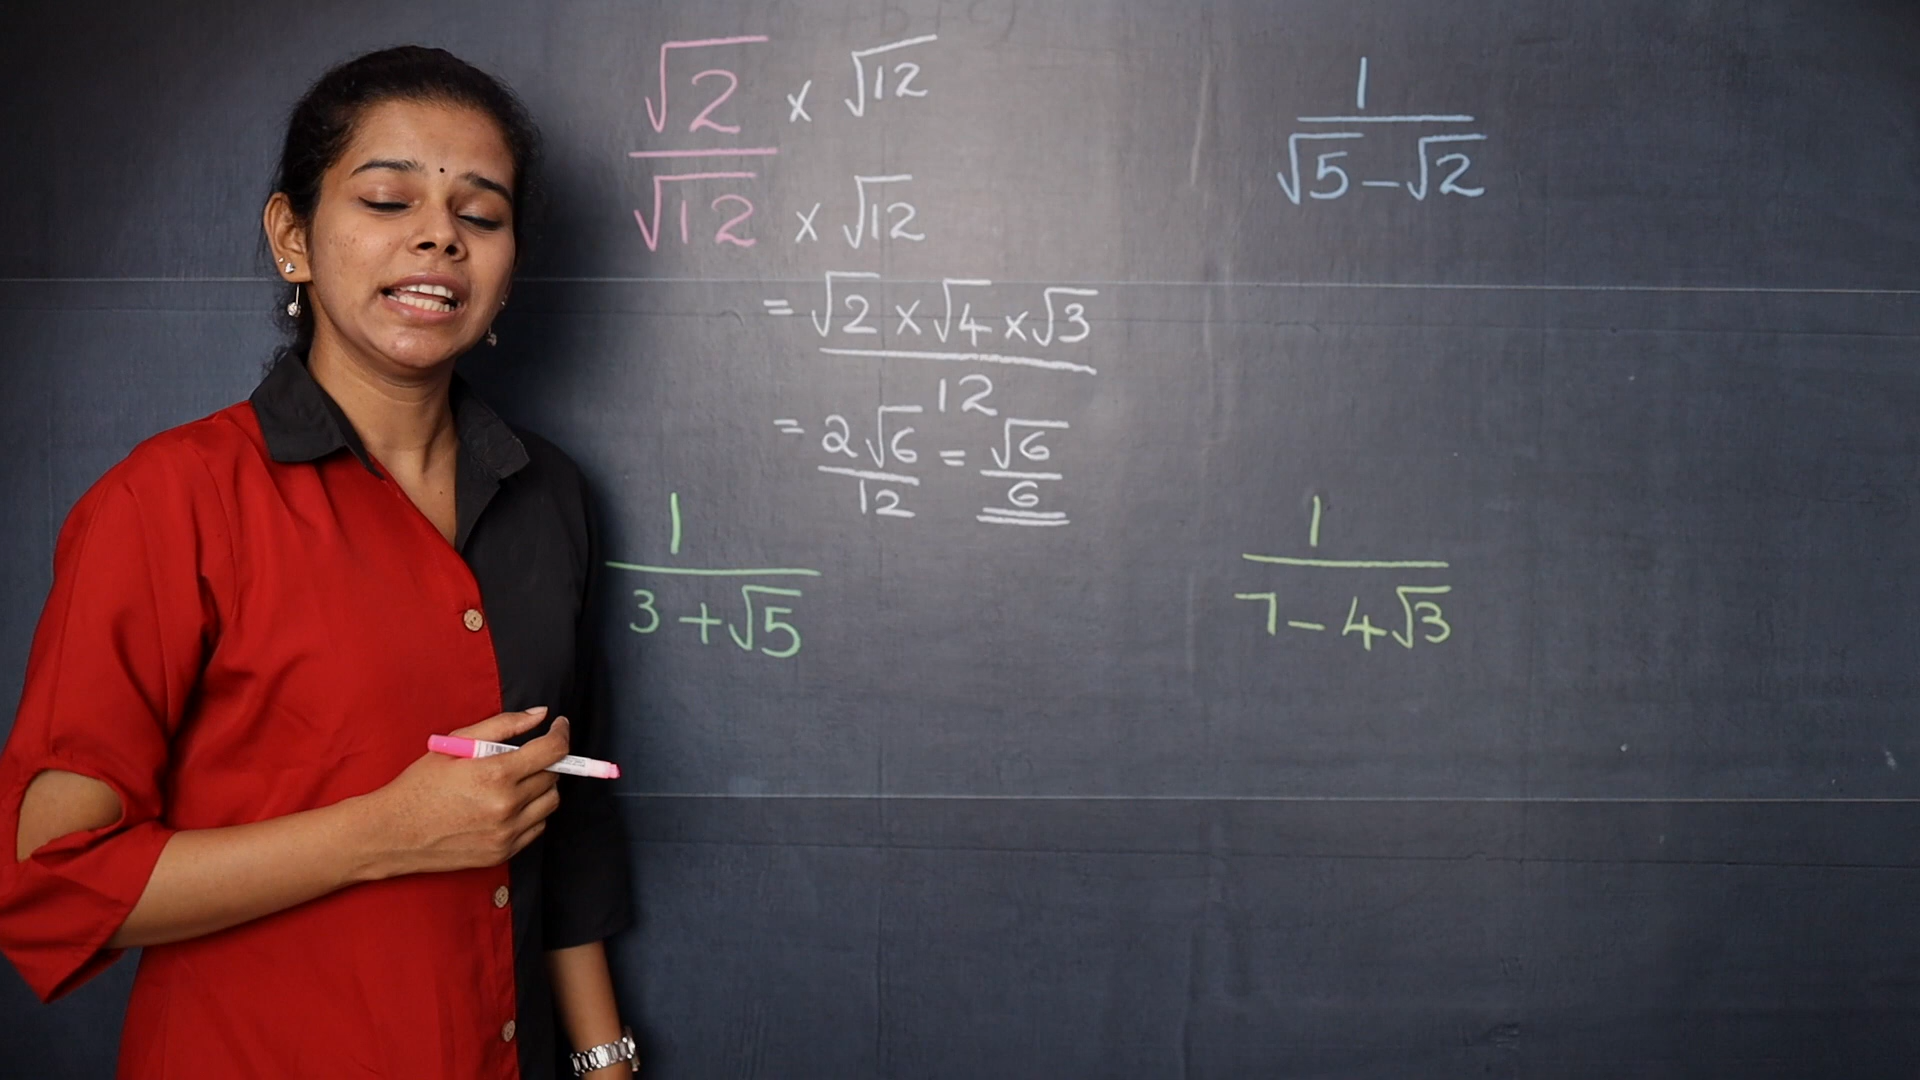 √2 × √12
√12 × √12
= √2 × √4 × √3
12
= 2√6 = √6
12 6
1
√5 – √2
1
3 + √5
1
7 – 4√3